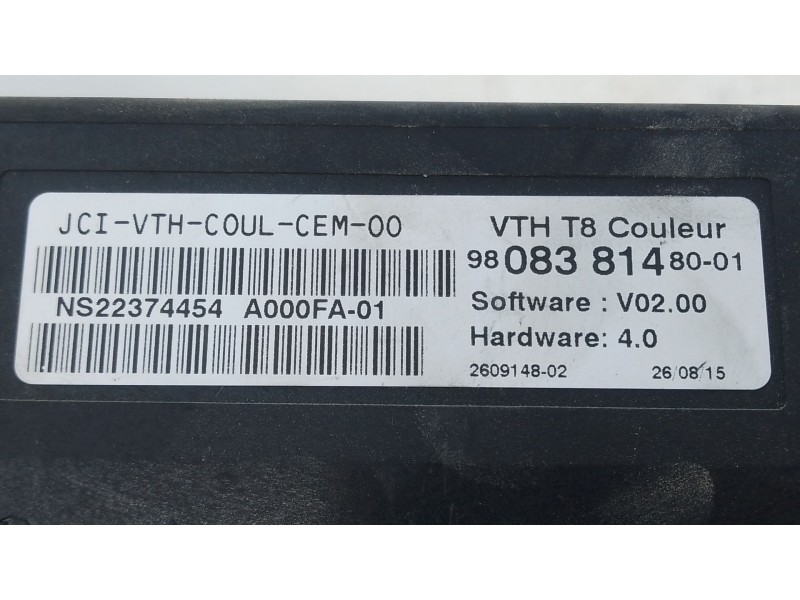 JCI-VTH-COUL-CEM-00
NS22374454 A000FA-01
VTH T8 Couleur
98 083 814 80-01
Software : V02.00
Hardware: 4.0
2609148-02 26/08/15